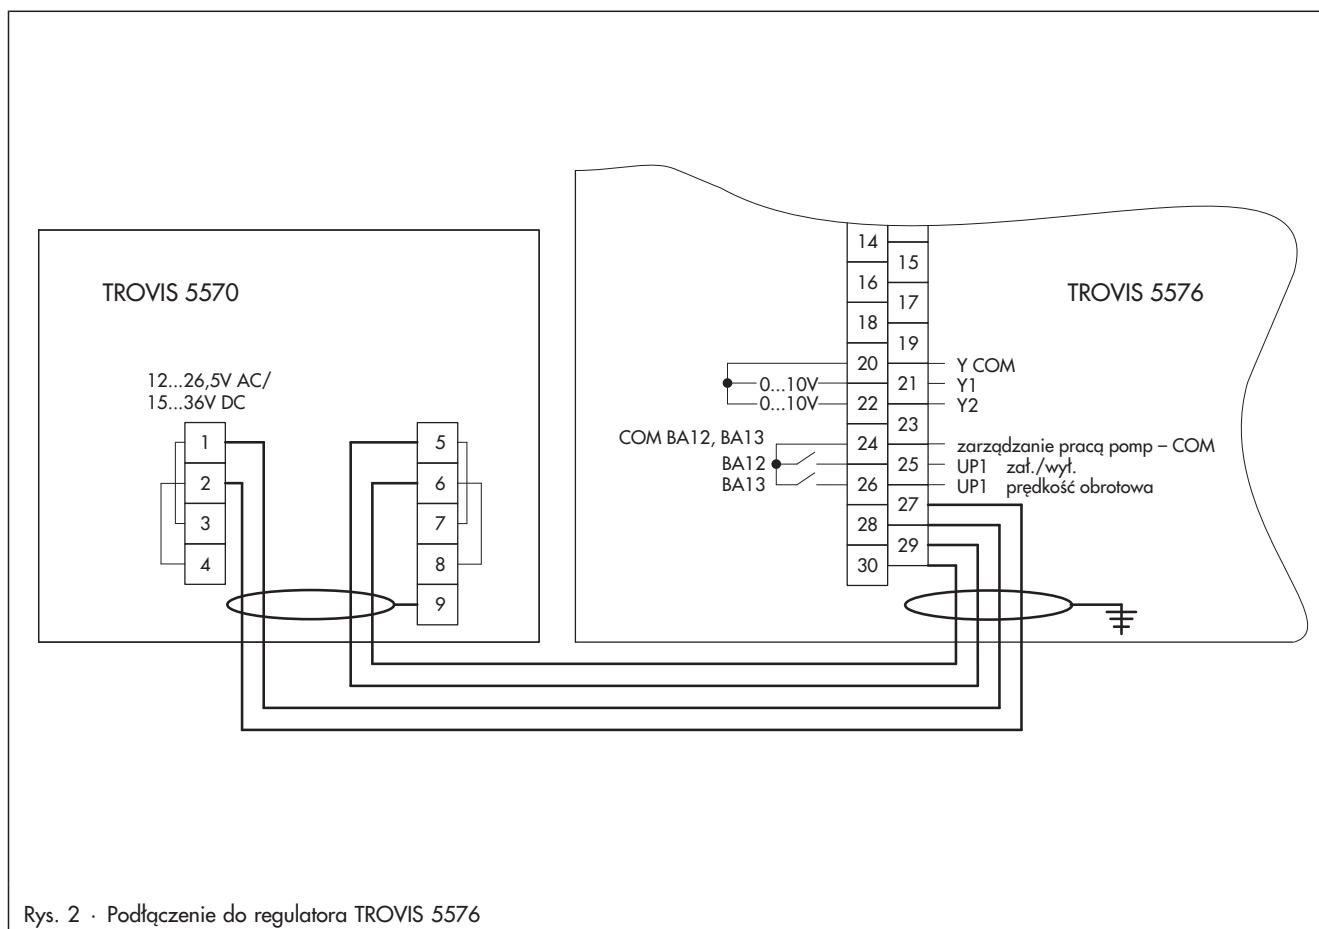 TROVIS 5570
12...26,5V AC/
15...36V DC
1
2
3
4
5
6
7
8
9
TROVIS 5576
14
15
16
17
18
19
20
21
22
23
24
25
26
27
28
29
30
0...10V
0...10V
Y COM
Y1
Y2
COM BA12, BA13
BA12
BA13
zarządzanie pracą pomp – COM
UP1 zał./wył.
UP1 prędkość obrotowa
Rys. 2 · Podłączenie do regulatora TROVIS 5576